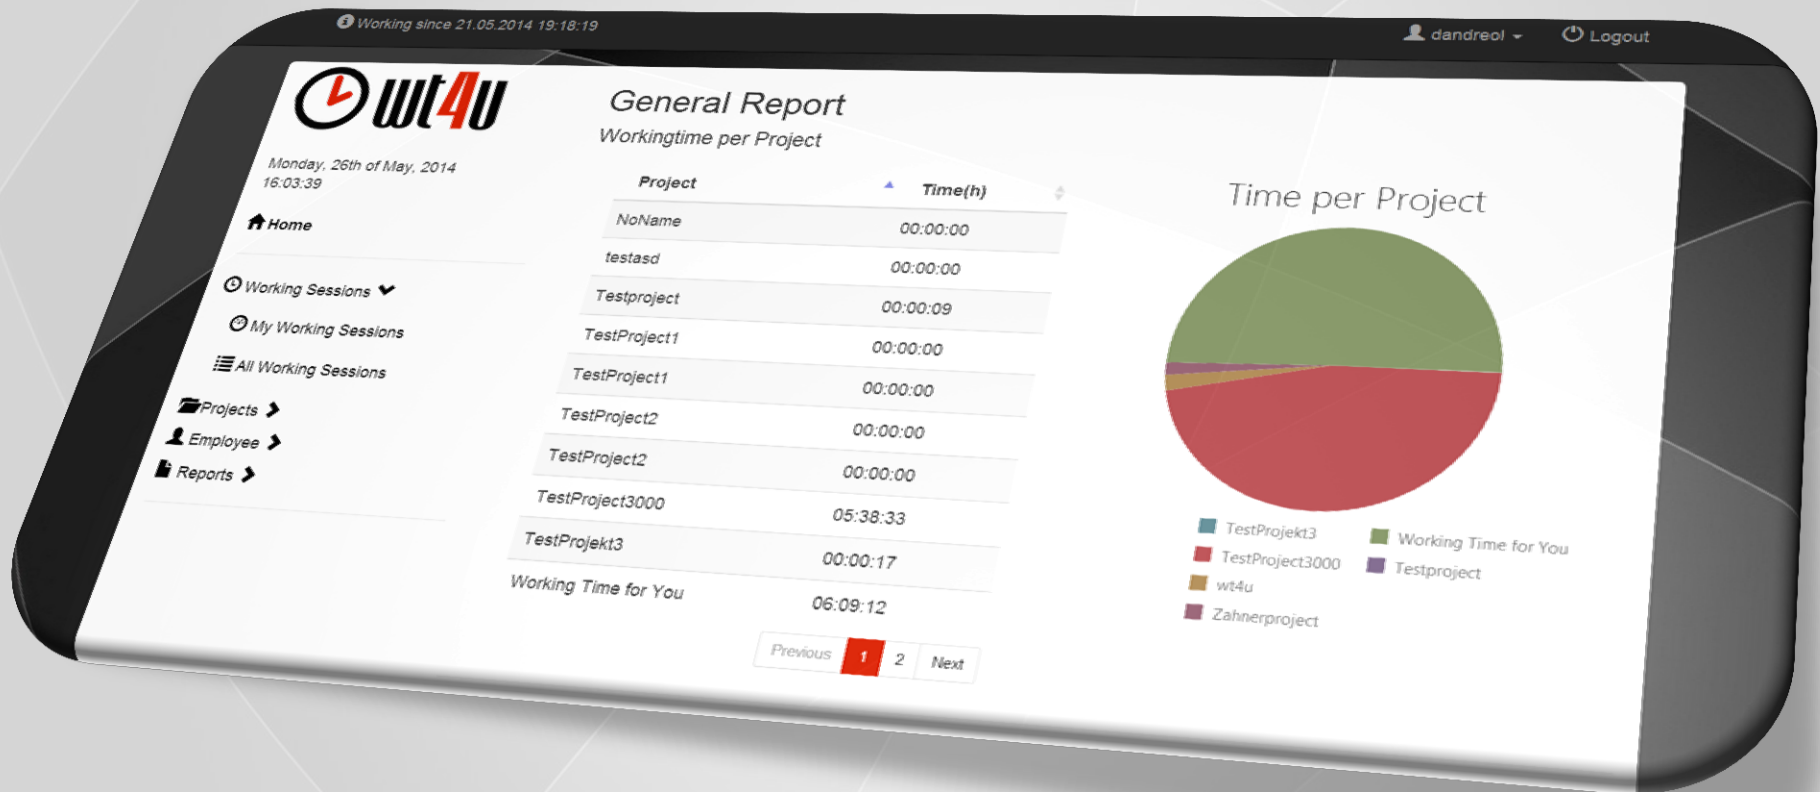 Working since 21.05.2014 19:18:19
dandreol
Logout
wt4u
Monday, 26th of May, 2014
16:03:39
Home
Working Sessions
My Working Sessions
All Working Sessions
Projects
Employee
Reports
General Report
Workingtime per Project
Project Time(h)
NoName 00:00:00
testasd 00:00:00
Testproject 00:00:09
TestProject1 00:00:00
TestProject1 00:00:00
TestProject2 00:00:00
TestProject2 00:00:00
TestProject3000 05:38:33
TestProjekt3 00:00:17
Working Time for You 06:09:12
Previous 1 2 Next
Time per Project
TestProjekt3 Working Time for You
TestProject3000 Testproject
wt4u
Zahnerproject